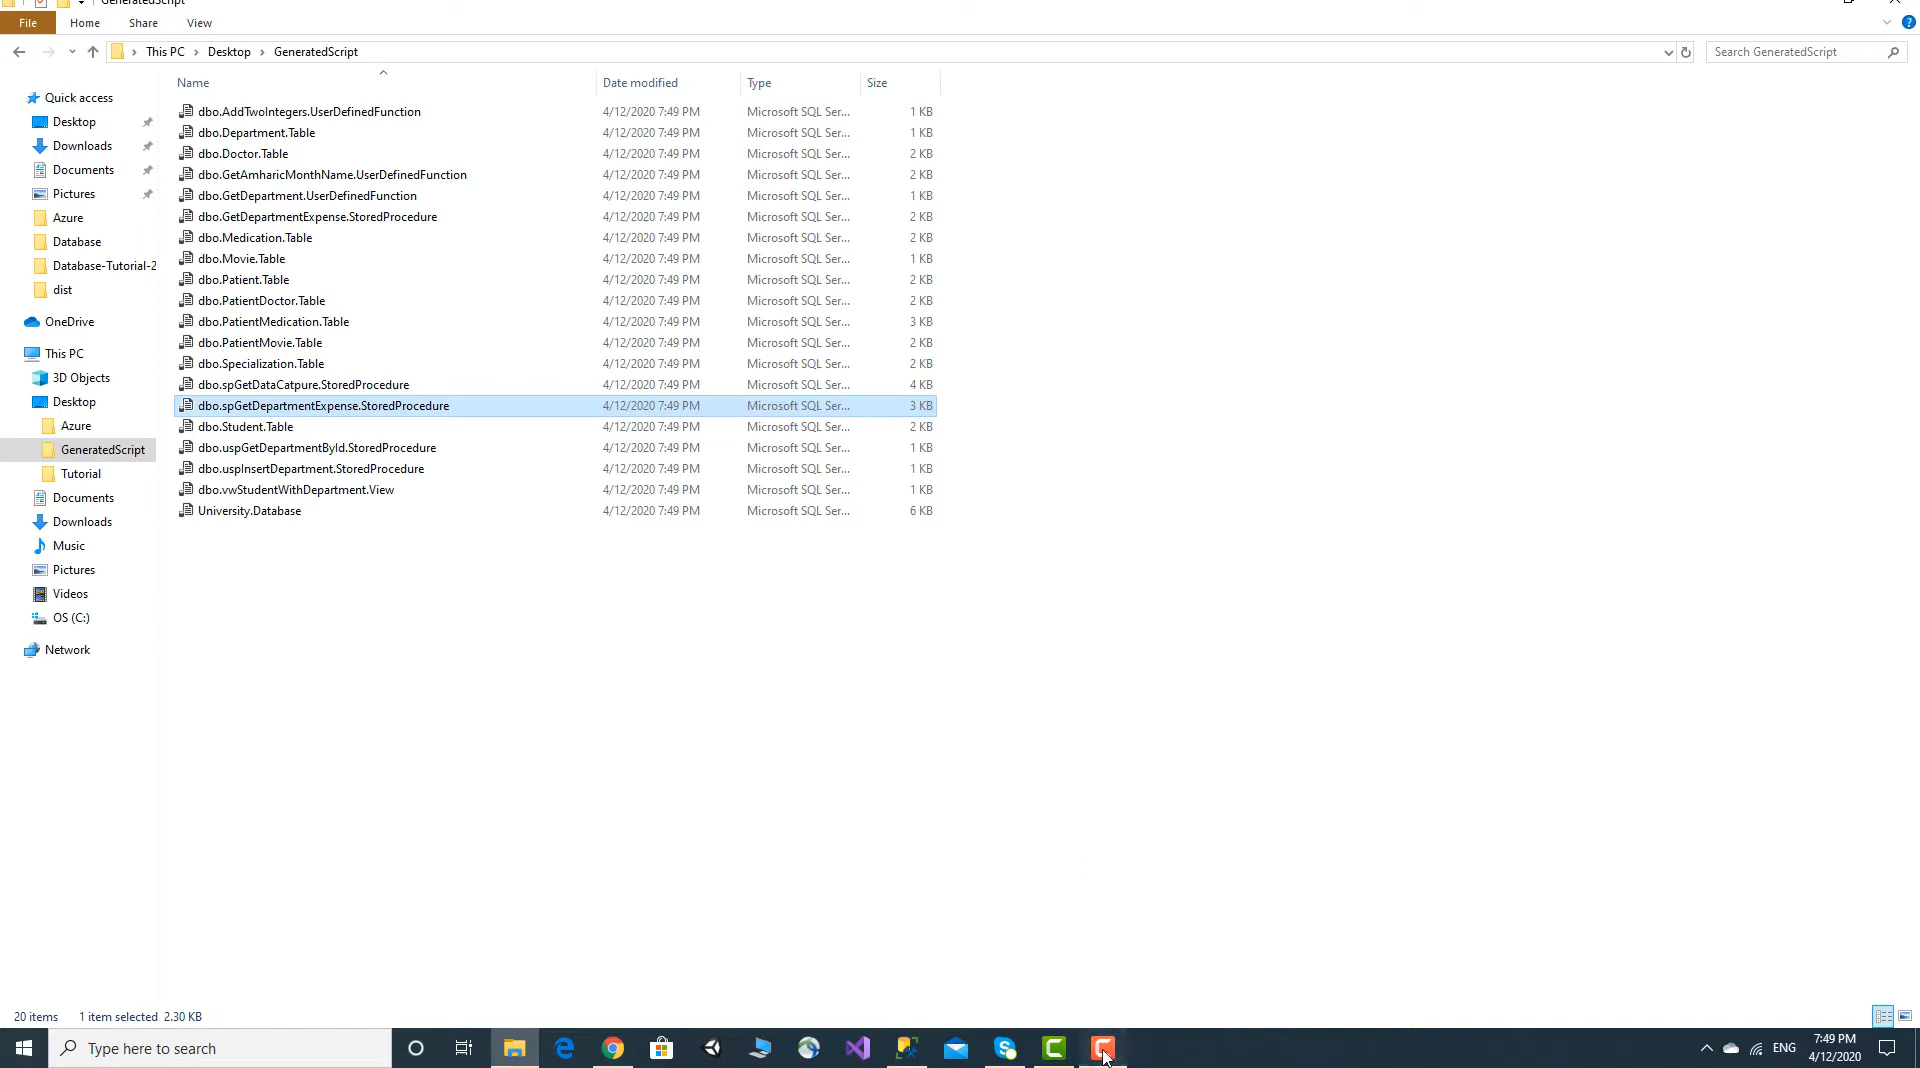 GeneratedScript
File Home Share View
This PC Desktop GeneratedScript
Search GeneratedScript
Name Date modified Type Size
Quick access
Desktop
Downloads
Documents
Pictures
Azure
Database
Database-Tutorial-2
dist
OneDrive
This PC
3D Objects
Desktop
Azure
GeneratedScript
Tutorial
Documents
Downloads
Music
Pictures
Videos
OS (C:)
Network
dbo.AddTwoIntegers.UserDefinedFunction 4/12/2020 7:49 PM Microsoft SQL Ser... 1 KB
dbo.Department.Table 4/12/2020 7:49 PM Microsoft SQL Ser... 1 KB
dbo.Doctor.Table 4/12/2020 7:49 PM Microsoft SQL Ser... 2 KB
dbo.GetAmharicMonthName.UserDefinedFunction 4/12/2020 7:49 PM Microsoft SQL Ser... 2 KB
dbo.GetDepartment.UserDefinedFunction 4/12/2020 7:49 PM Microsoft SQL Ser... 1 KB
dbo.GetDepartmentExpense.StoredProcedure 4/12/2020 7:49 PM Microsoft SQL Ser... 2 KB
dbo.Medication.Table 4/12/2020 7:49 PM Microsoft SQL Ser... 2 KB
dbo.Movie.Table 4/12/2020 7:49 PM Microsoft SQL Ser... 1 KB
dbo.Patient.Table 4/12/2020 7:49 PM Microsoft SQL Ser... 2 KB
dbo.PatientDoctor.Table 4/12/2020 7:49 PM Microsoft SQL Ser... 2 KB
dbo.PatientMedication.Table 4/12/2020 7:49 PM Microsoft SQL Ser... 3 KB
dbo.PatientMovie.Table 4/12/2020 7:49 PM Microsoft SQL Ser... 2 KB
dbo.Specialization.Table 4/12/2020 7:49 PM Microsoft SQL Ser... 2 KB
dbo.spGetDataCatpure.StoredProcedure 4/12/2020 7:49 PM Microsoft SQL Ser... 4 KB
dbo.spGetDepartmentExpense.StoredProcedure 4/12/2020 7:49 PM Microsoft SQL Ser... 3 KB
dbo.Student.Table 4/12/2020 7:49 PM Microsoft SQL Ser... 2 KB
dbo.uspGetDepartmentById.StoredProcedure 4/12/2020 7:49 PM Microsoft SQL Ser... 1 KB
dbo.uspInsertDepartment.StoredProcedure 4/12/2020 7:49 PM Microsoft SQL Ser... 1 KB
dbo.vwStudentWithDepartment.View 4/12/2020 7:49 PM Microsoft SQL Ser... 1 KB
University.Database 4/12/2020 7:49 PM Microsoft SQL Ser... 6 KB
20 items 1 item selected 2.30 KB
Type here to search
ENG
7:49 PM
4/12/2020